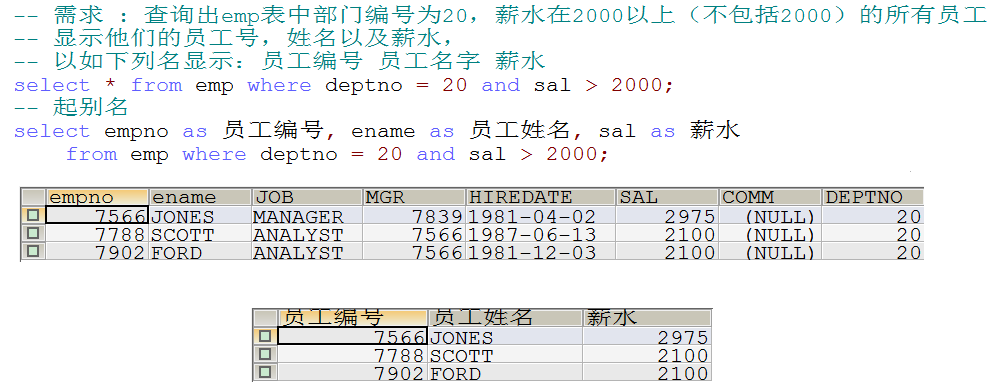 -- 需求 : 查询出emp表中部门编号为20, 薪水在2000以上（不包括2000）的所有员工
-- 显示他们的员工号, 姓名以及薪水,
-- 以如下列名显示: 员工编号 员工名字 薪水
select * from emp where deptno = 20 and sal > 2000;
-- 起别名
select empno as 员工编号, ename as 员工姓名, sal as 薪水
from emp where deptno = 20 and sal > 2000;
empno ename JOB MGR HIREDATE SAL COMM DEPTNO
7566 JONES MANAGER 7839 1981-04-02 2975 (NULL) 20
7788 SCOTT ANALYST 7566 1987-06-13 2100 (NULL) 20
7902 FORD ANALYST 7566 1981-12-03 2100 (NULL) 20
员工编号 员工姓名 薪水
7566 JONES 2975
7788 SCOTT 2100
7902 FORD 2100